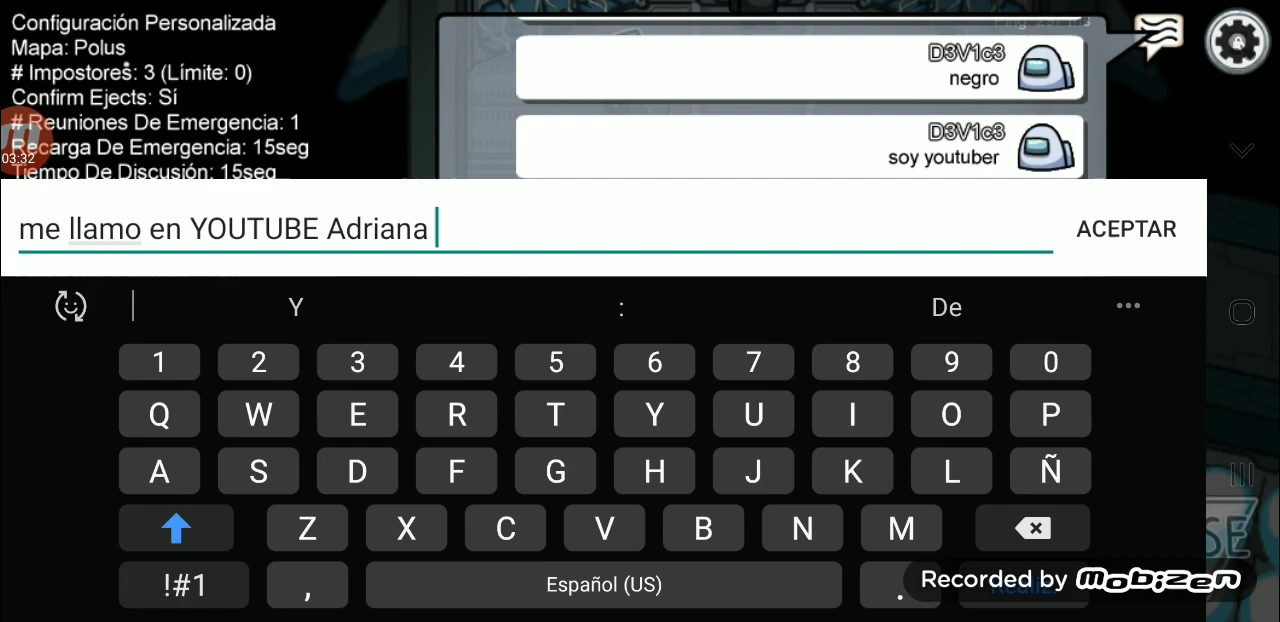 Configuración Personalizada
Mapa: Polus
# Impostores: 3 (Límite: 0)
Confirm Ejects: Sí
# Reuniones De Emergencia: 1
Recarga De Emergencia: 15seg
Tiempo De Discusión: 15seg
03:32
D3V1c3
negro
D3V1c3
soy youtuber
me llamo en YOUTUBE Adriana
ACEPTAR
Y : De
1 2 3 4 5 6 7 8 9 0
Q W E R T Y U I O P
A S D F G H J K L Ñ
Z X C V B N M
!#1 , Español (US) .
Recorded by mobizen